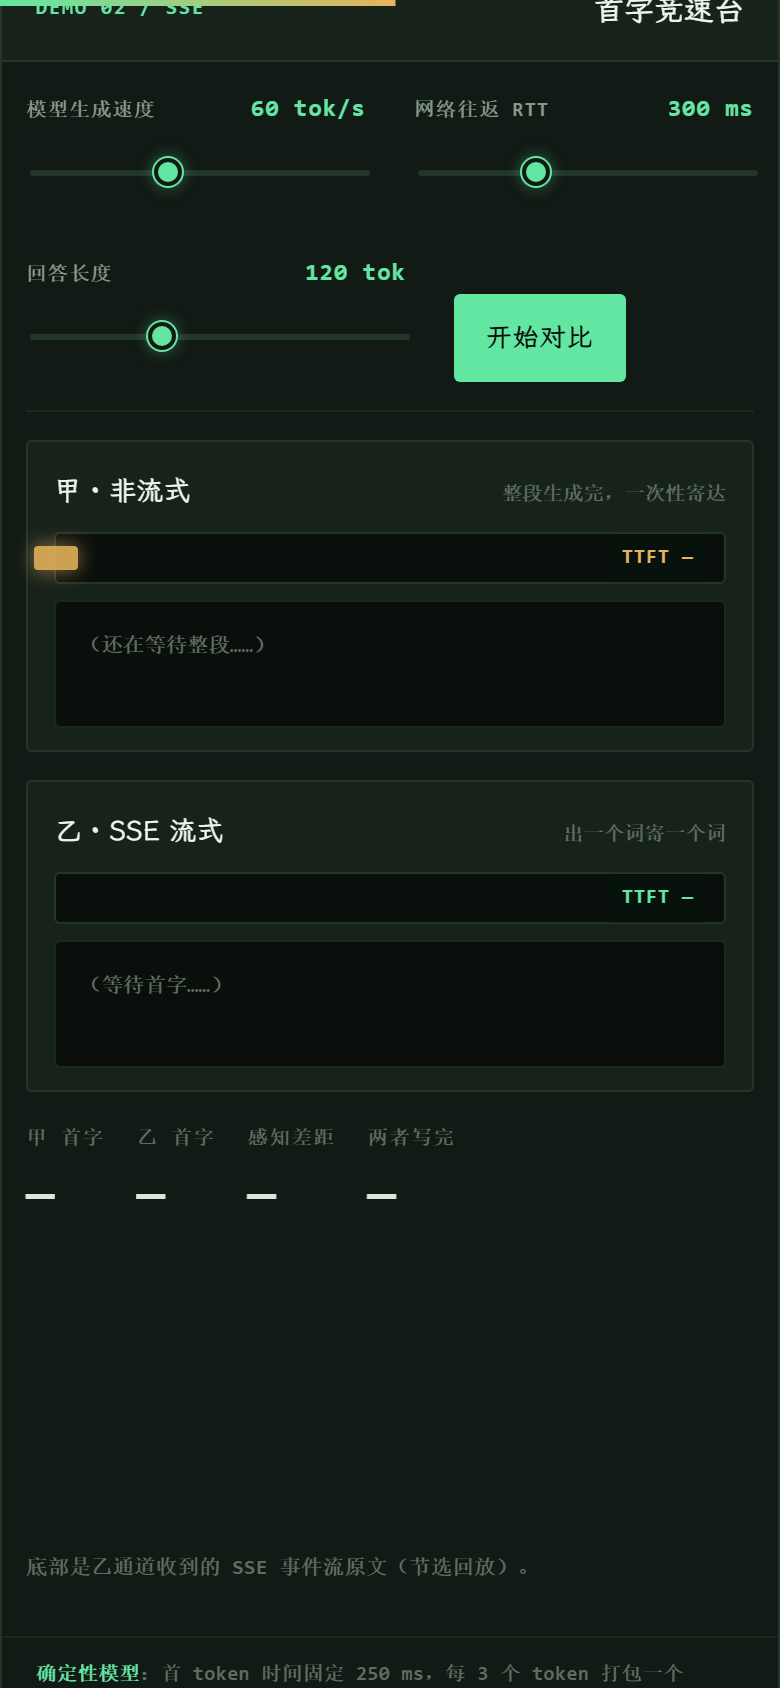 DEMO 02 / SSE
首字竞速台
模型生成速度 60 tok/s
网络往返 RTT 300 ms
回答长度 120 tok
开始对比
甲·非流式
整段生成完，一次性寄达
TTFT —
（还在等待整段……）
乙·SSE 流式
出一个词寄一个词
TTFT —
（等待首字……）
甲 首字 乙 首字 感知差距 两者写完
— — — —
底部是乙通道收到的 SSE 事件流原文（节选回放）。
确定性模型：首 token 时间固定 250 ms，每 3 个 token 打包一个